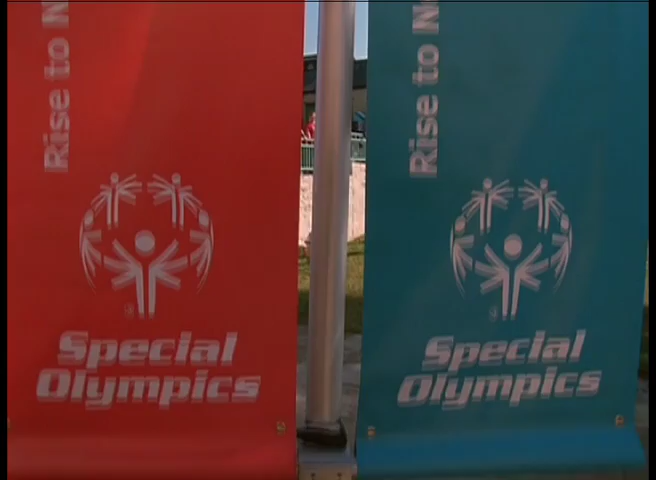 Rise to N
Special
Olympics
Rise to N
Special
Olympics